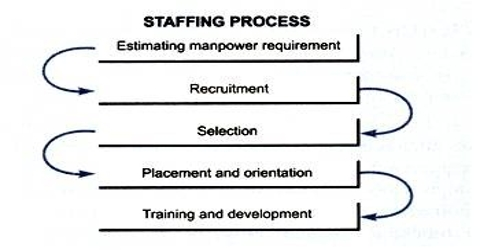 STAFFING PROCESS
Estimating manpower requirement
Recruitment
Selection
Placement and orientation
Training and development